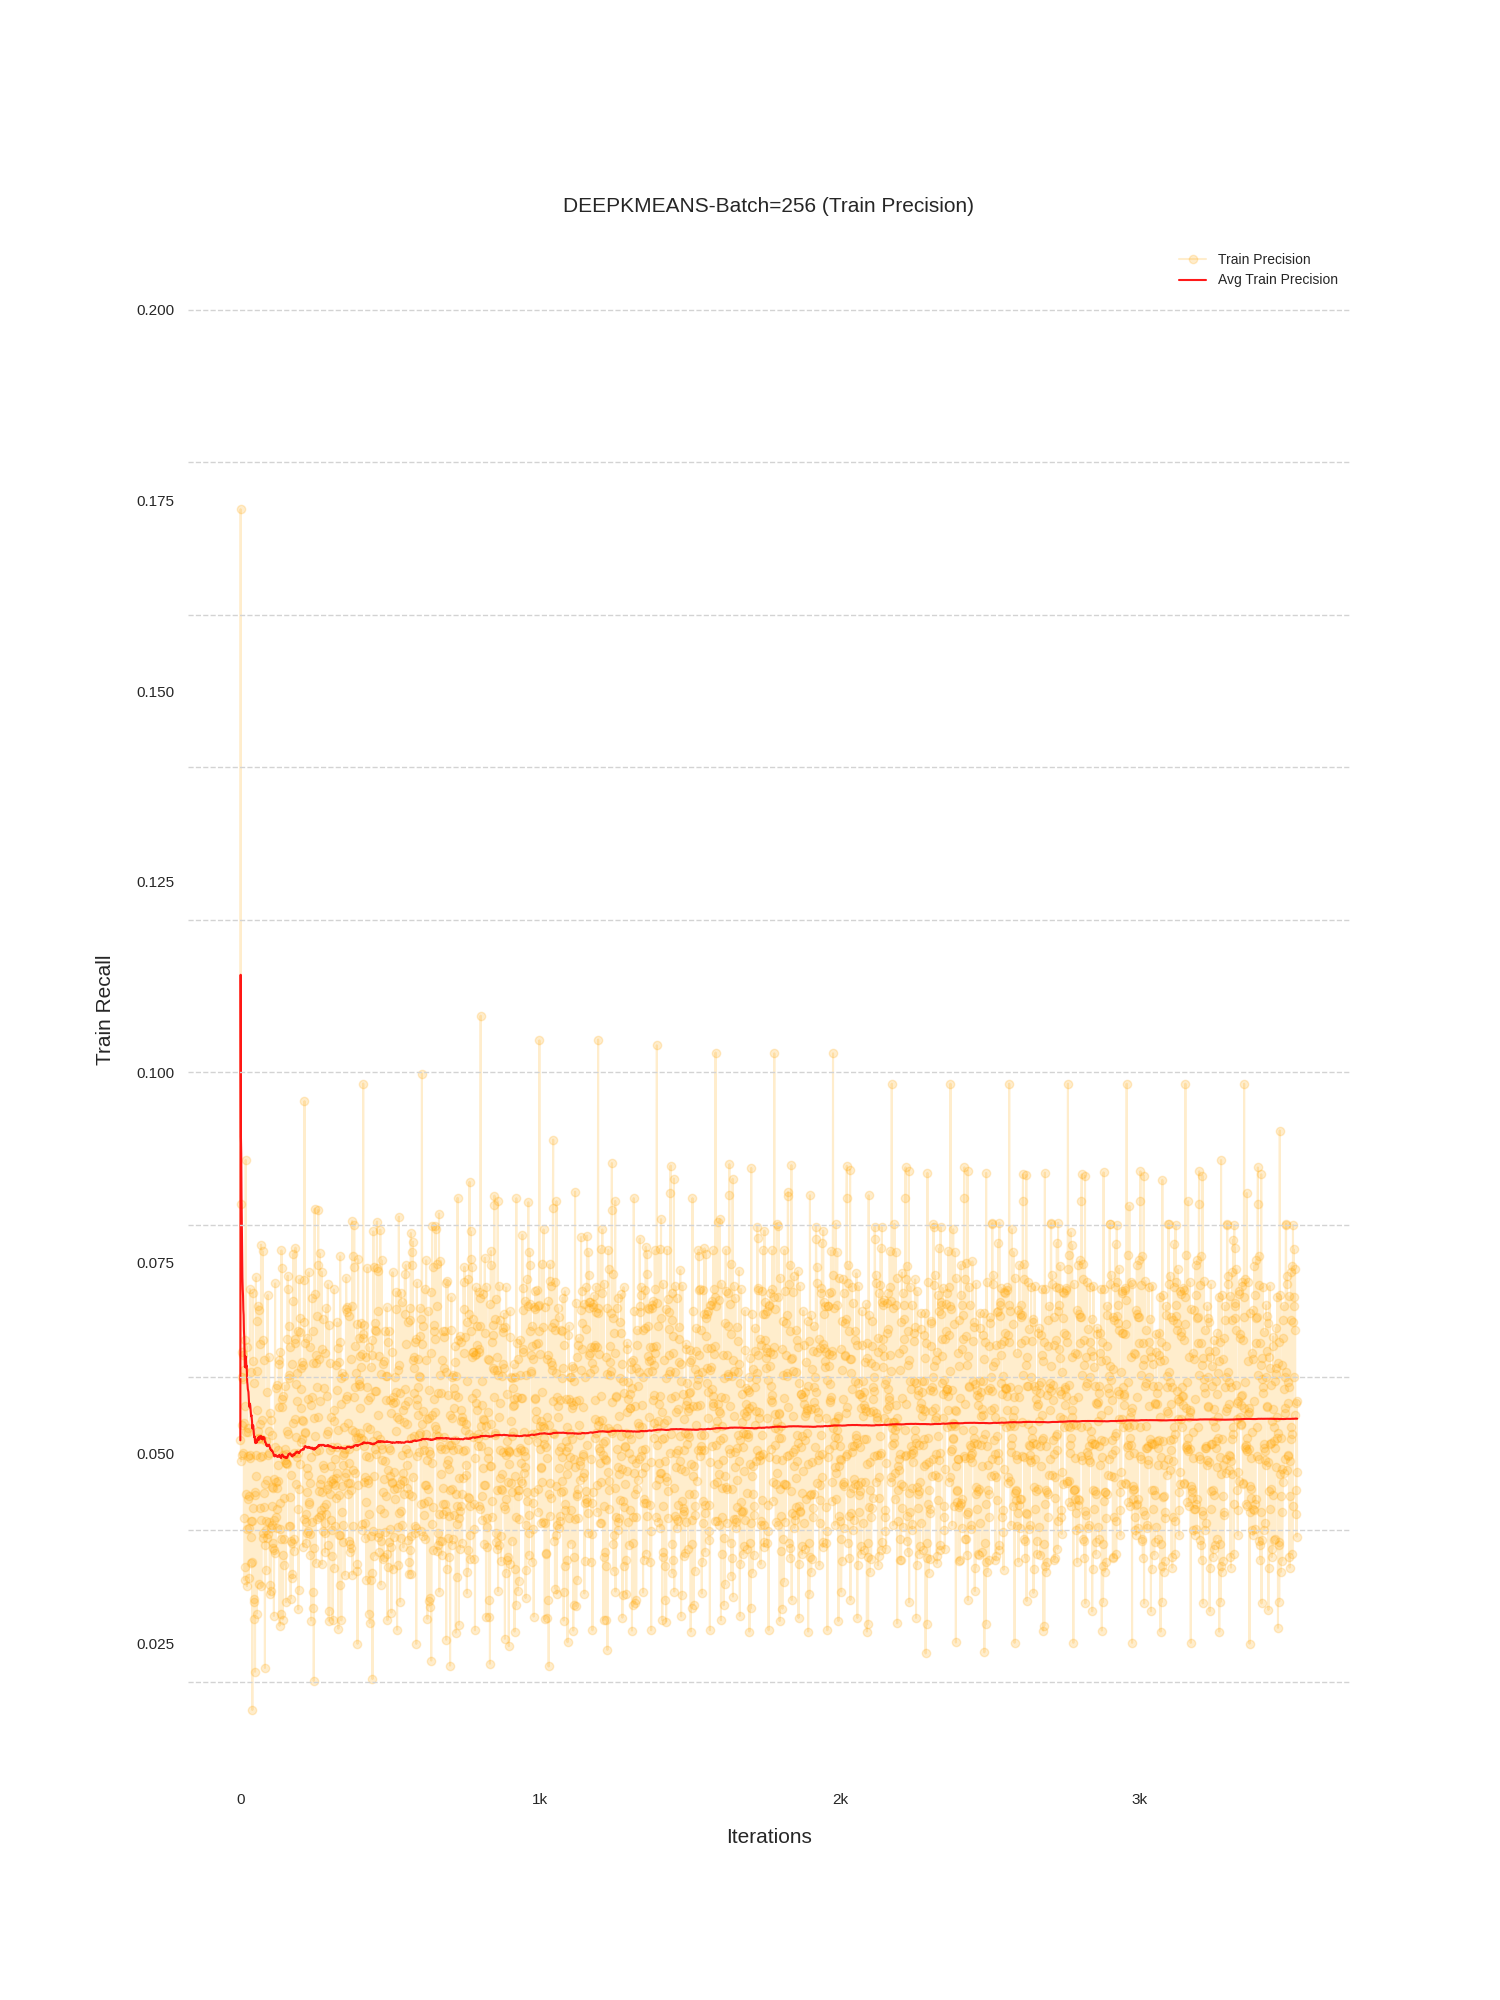 DEEPKMEANS-Batch=256 (Train Precision)
Train Precision
Avg Train Precision
0.200
0.175
0.150
0.125
0.100
0.075
0.050
0.025
Train Recall
0 1k 2k 3k
Iterations